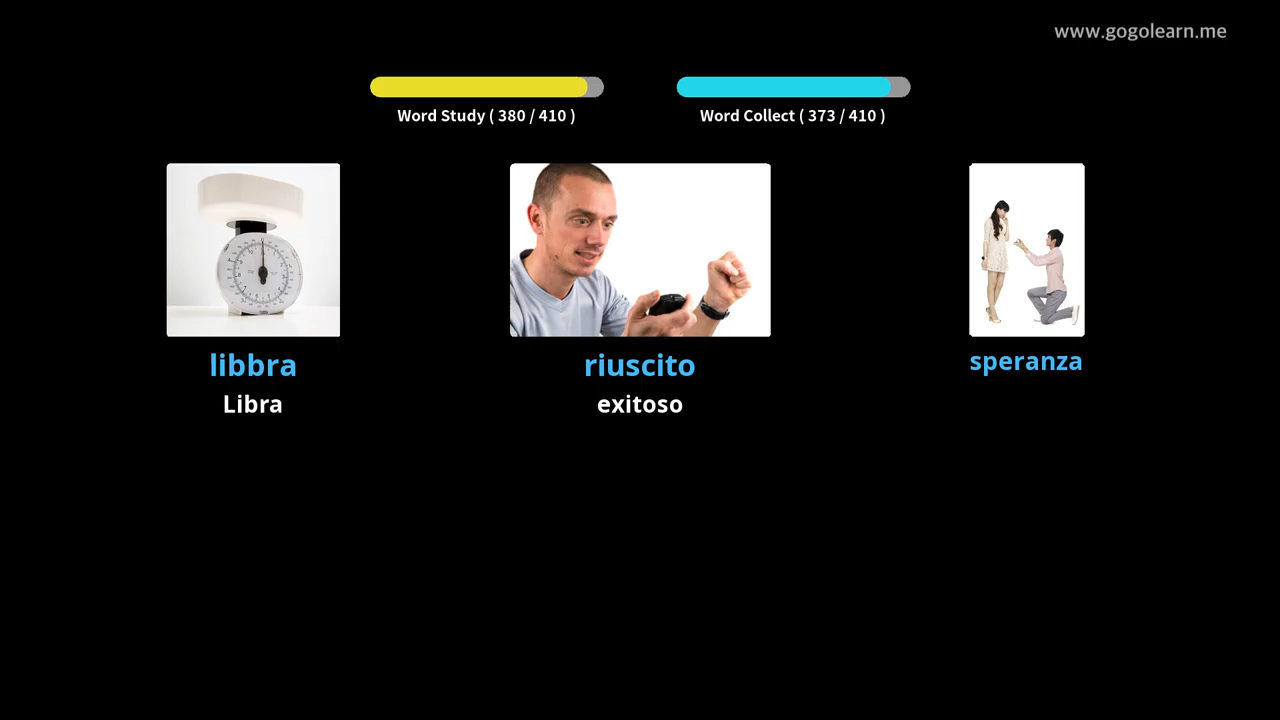 www.gogolearn.me
Word Study ( 380 / 410 )
Word Collect ( 373 / 410 )
libbra
Libra
riuscito
exitoso
speranza